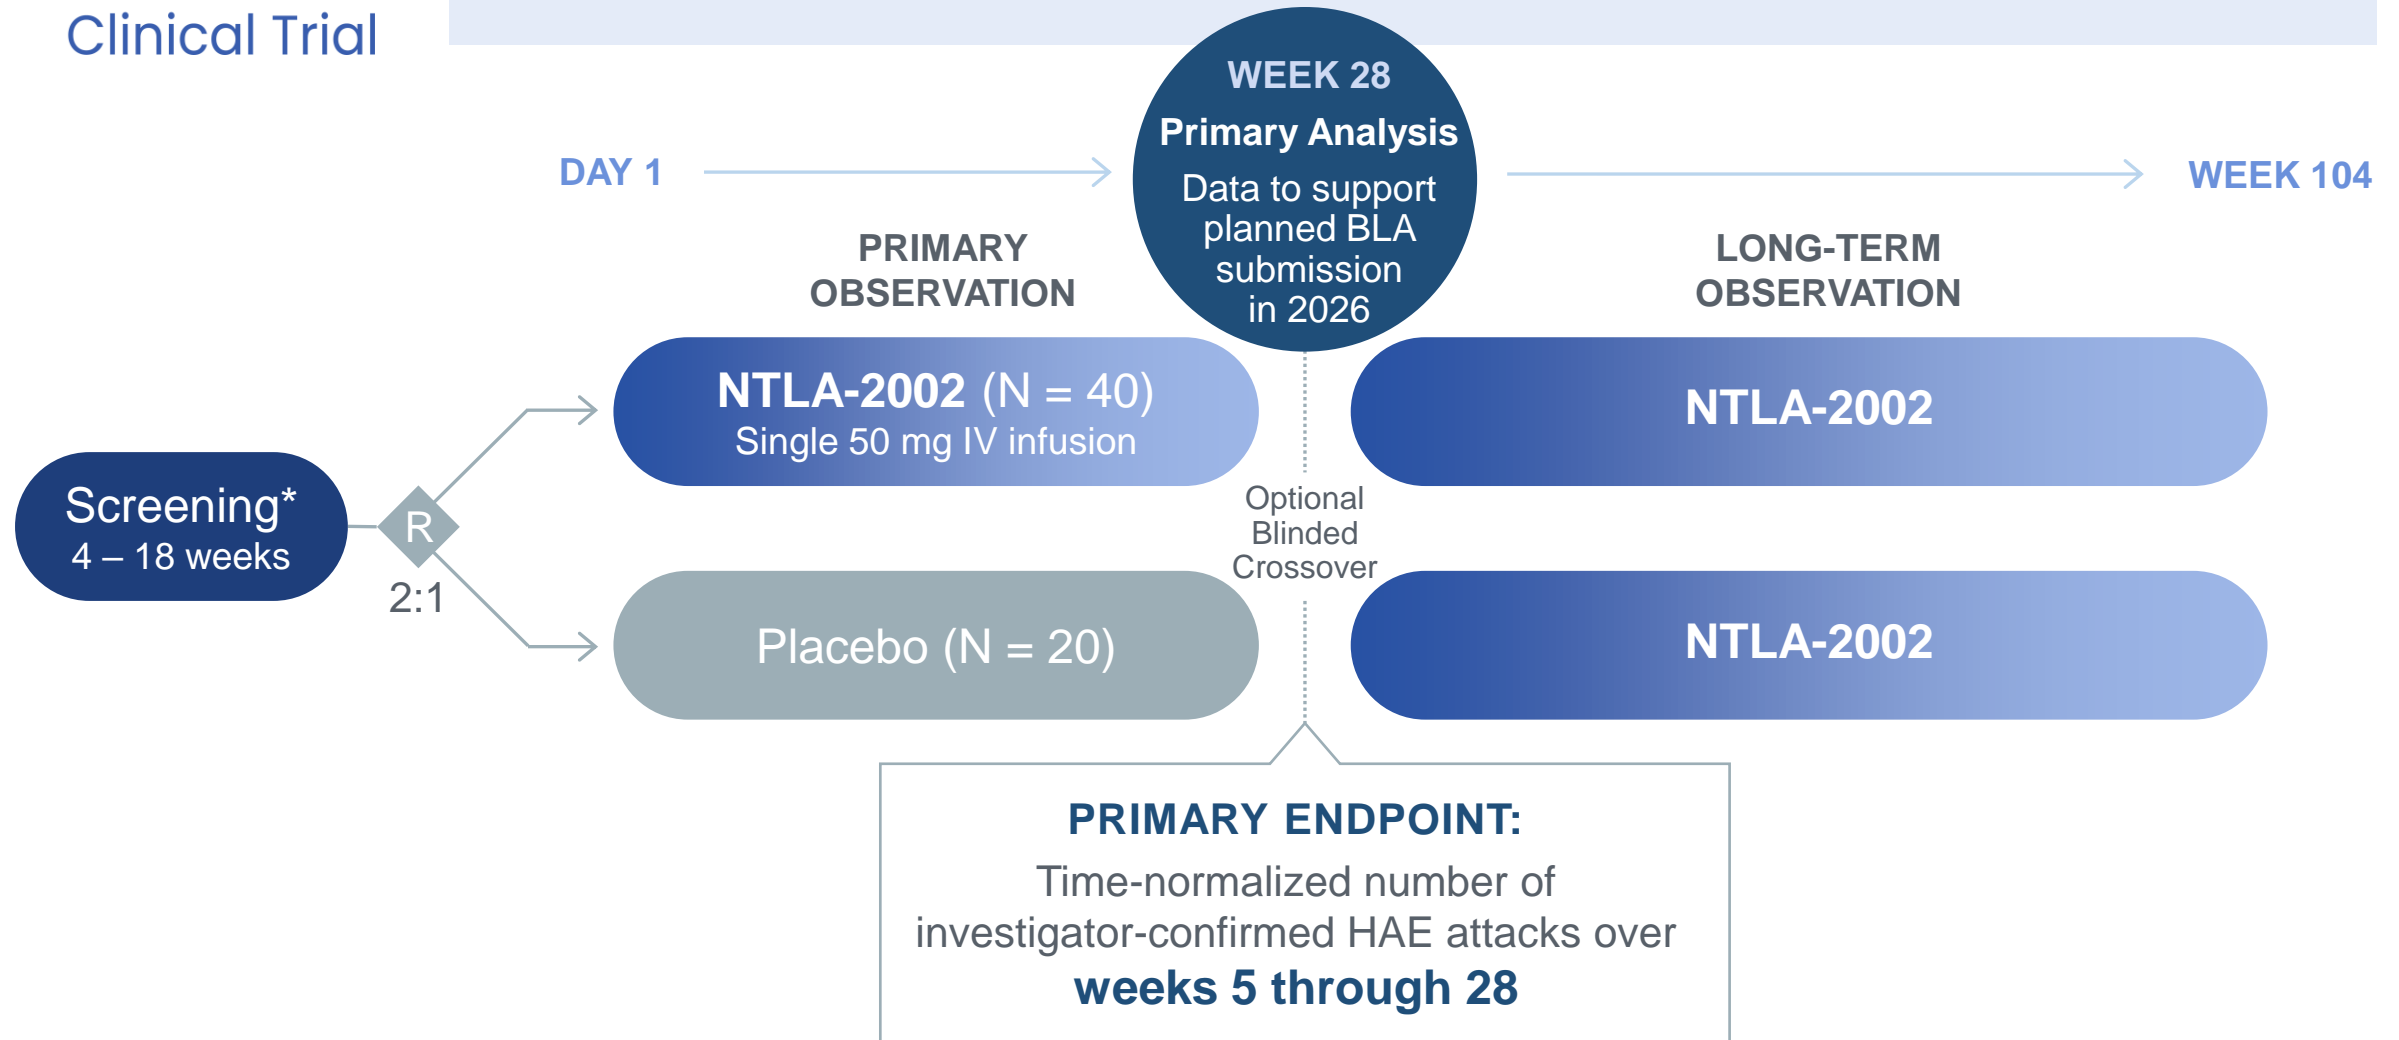 Clinical Trial
WEEK 28
Primary Analysis
Data to support
planned BLA
submission
in 2026
DAY 1
WEEK 104
PRIMARY
OBSERVATION
LONG-TERM
OBSERVATION
NTLA-2002 (N = 40)
Single 50 mg IV infusion
NTLA-2002
Screening*
4 – 18 weeks
R
2:1
Optional
Blinded
Crossover
Placebo (N = 20)
NTLA-2002
PRIMARY ENDPOINT:
Time-normalized number of
investigator-confirmed HAE attacks over
weeks 5 through 28